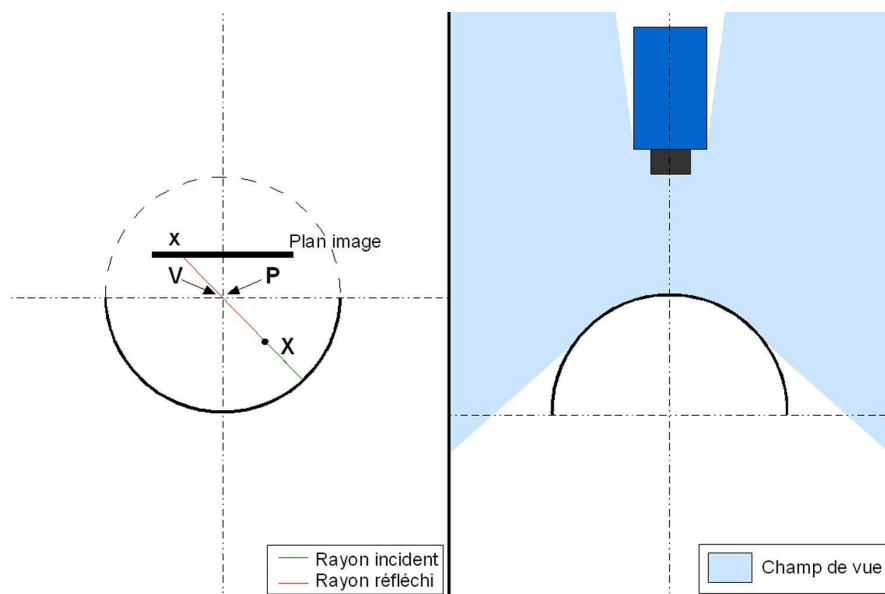 x
Plan image
V
P
X
Rayon incident
Rayon réfléchi
Champ de vue